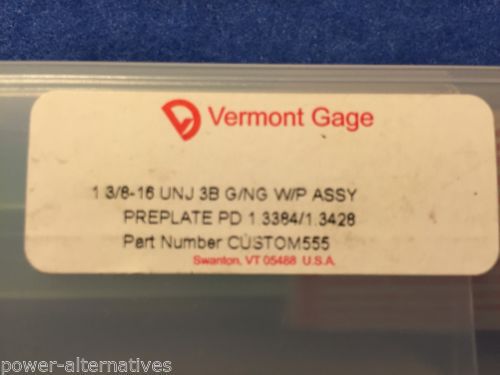 Vermont Gage
1 3/8-16 UNJ 3B G/NG W/P ASSY
PREPLATE PD 1.3384/1.3428
Part Number CUSTOM555
Swanton, VT 05488 U.S.A.
power-alternatives